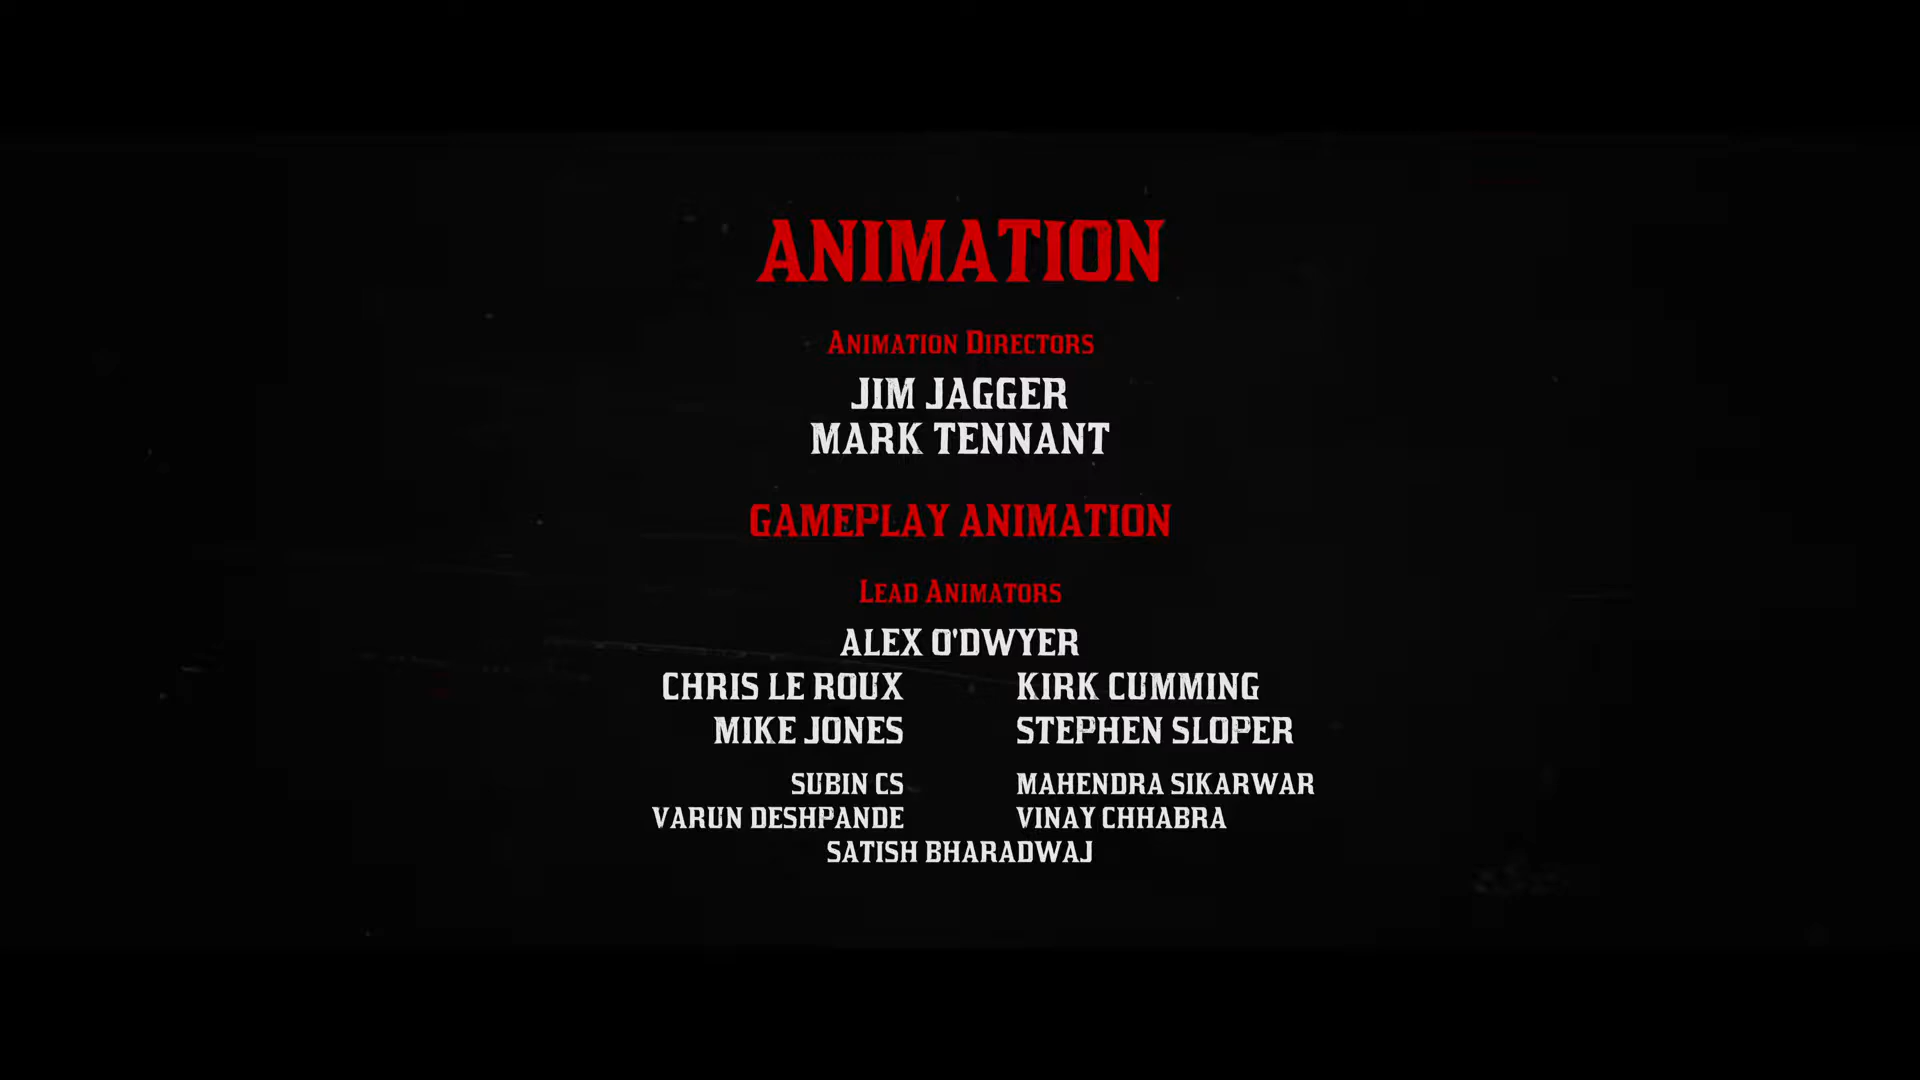 ANIMATION
ANIMATION DIRECTORS
JIM JAGGER
MARK TENNANT
GAMEPLAY ANIMATION
LEAD ANIMATORS
ALEX O'DWYER
CHRIS LE ROUX KIRK CUMMING
MIKE JONES STEPHEN SLOPER
SUBIN CS MAHENDRA SIKARWAR
VARUN DESHPANDE VINAY CHHABRA
SATISH BHARADWAJ